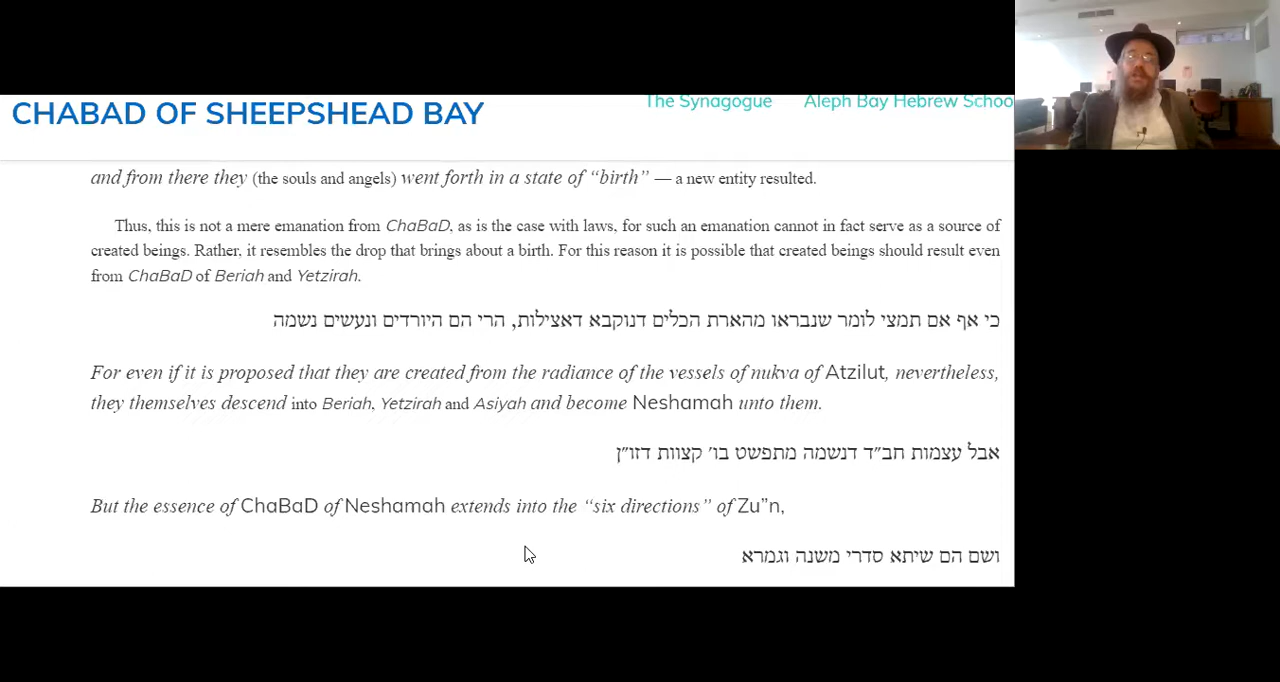 CHABAD OF SHEEPSHEAD BAY
The Synagogue
Aleph Bay Hebrew Schoo
and from there they (the souls and angels) went forth in a state of “birth” — a new entity resulted.
Thus, this is not a mere emanation from ChaBaD, as is the case with laws, for such an emanation cannot in fact serve as a source of
created beings. Rather, it resembles the drop that brings about a birth. For this reason it is possible that created beings should result even
from ChaBaD of Beriah and Yetzirah.
כי אף אם תמצי לומר שנבראו מהארת הכלים דנוקבא דאצילות, הרי הם היורדים ונעשים נשמה
For even if it is proposed that they are created from the radiance of the vessels of nukva of Atzilut, nevertheless,
they themselves descend into Beriah, Yetzirah and Asiyah and become Neshamah unto them.
אבל עצמות חב״ד דנשמה מתפשט בו׳ קצוות דזו״ן
But the essence of ChaBaD of Neshamah extends into the “six directions” of Zu”n,
ושם הם שיתא סדרי משנה וגמרא